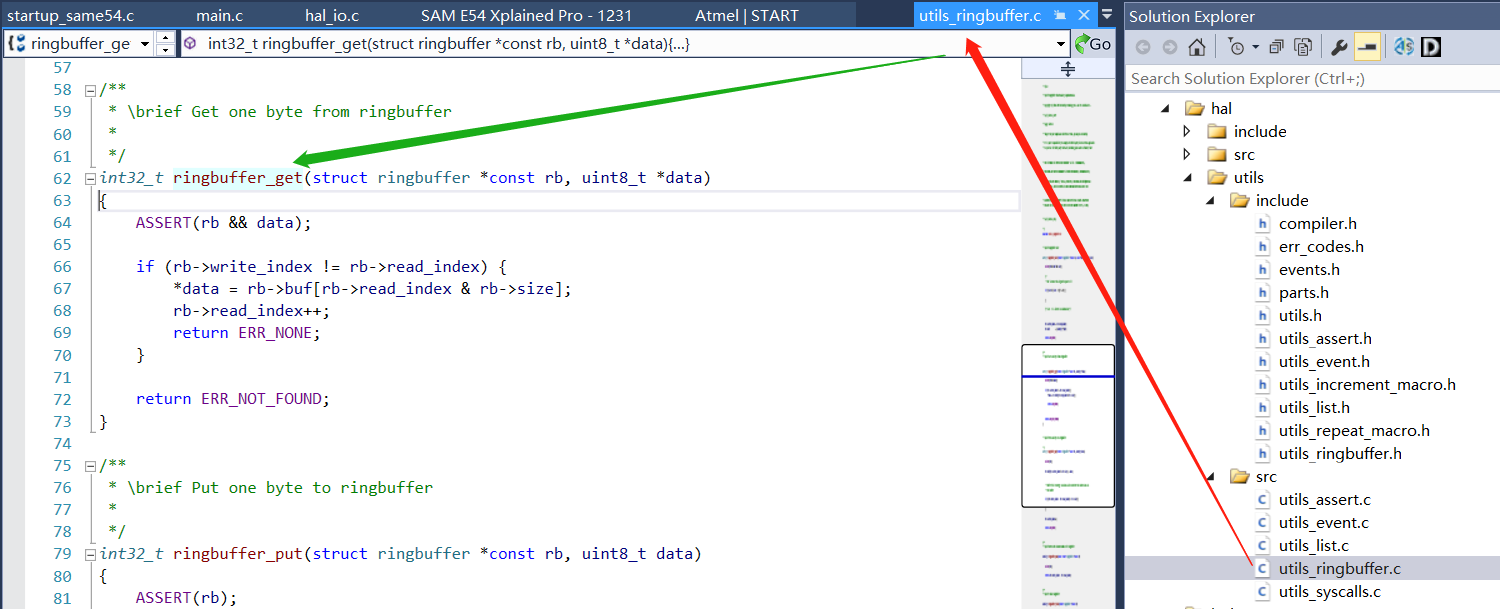 startup_same54.c main.c hal_io.c SAM E54 Xplained Pro - 1231 Atmel | START utils_ringbuffer.c
ringbuffer_ge int32_t ringbuffer_get(struct ringbuffer *const rb, uint8_t *data){...} Go
57
58 /**
59 * \brief Get one byte from ringbuffer
60 *
61 */
62 int32_t ringbuffer_get(struct ringbuffer *const rb, uint8_t *data)
63 {
64 ASSERT(rb && data);
65
66 if (rb->write_index != rb->read_index) {
67 *data = rb->buf[rb->read_index & rb->size];
68 rb->read_index++;
69 return ERR_NONE;
70 }
71
72 return ERR_NOT_FOUND;
73 }
74
75 /**
76 * \brief Put one byte to ringbuffer
77 *
78 */
79 int32_t ringbuffer_put(struct ringbuffer *const rb, uint8_t data)
80 {
81 ASSERT(rb);
Solution Explorer
Search Solution Explorer (Ctrl+;)
hal
include
src
utils
include
compiler.h
err_codes.h
events.h
parts.h
utils.h
utils_assert.h
utils_event.h
utils_increment_macro.h
utils_list.h
utils_repeat_macro.h
utils_ringbuffer.h
src
utils_assert.c
utils_event.c
utils_list.c
utils_ringbuffer.c
utils_syscalls.c